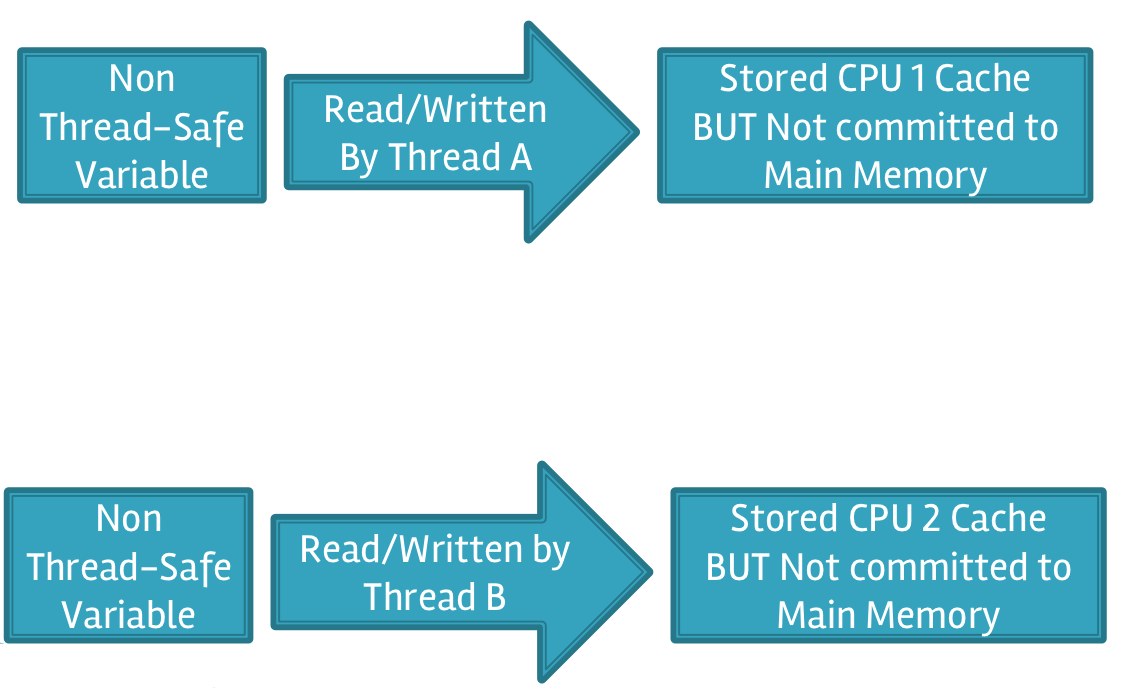 Non
Thread-Safe
Variable
Read/Written
By Thread A
Stored CPU 1 Cache
BUT Not committed to
Main Memory
Non
Thread-Safe
Variable
Read/Written by
Thread B
Stored CPU 2 Cache
BUT Not committed to
Main Memory